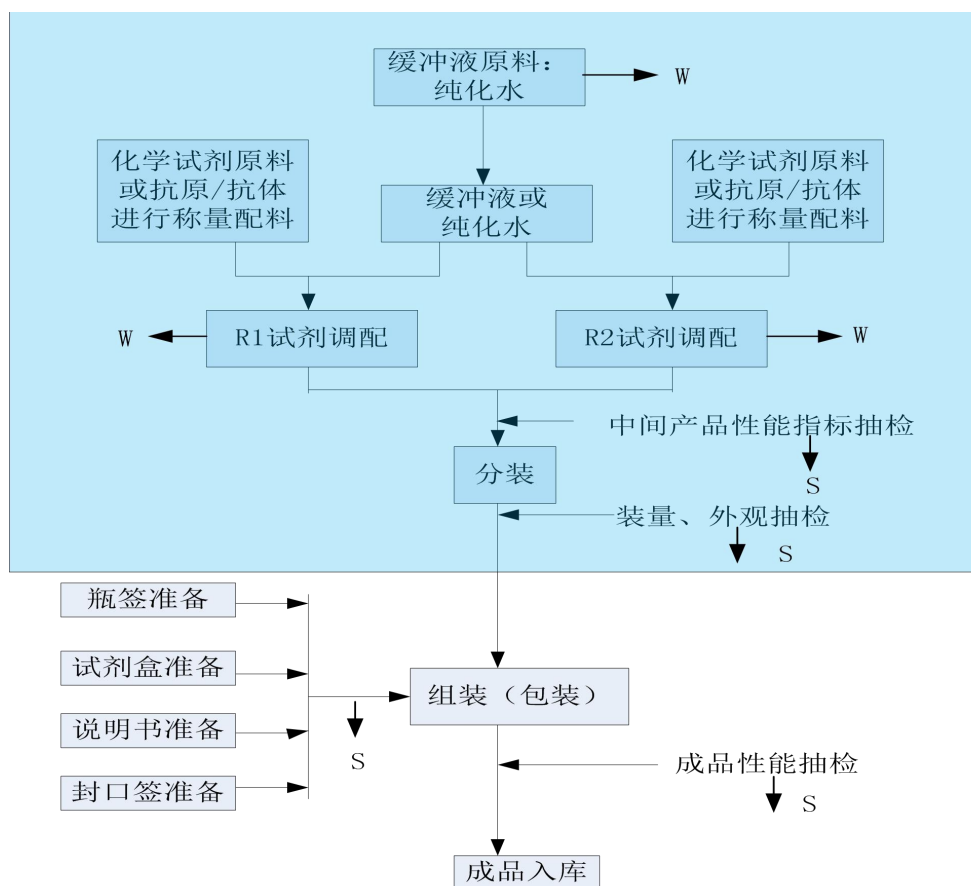 缓冲液原料：
纯化水
W
化学试剂原料
或抗原/抗体
进行称量配料
缓冲液或
纯化水
化学试剂原料
或抗原/抗体
进行称量配料
W
R1试剂调配
R2试剂调配
W
中间产品性能指标抽检
分装
S
装量、外观抽检
S
瓶签准备
试剂盒准备
组装（包装）
说明书准备
S
封口签准备
成品性能抽检
S
成品入库